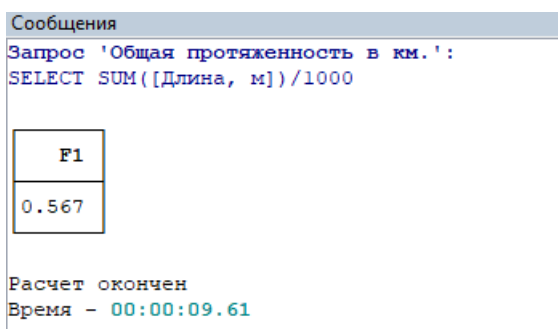 Сообщения
Запрос 'Общая протяженность в км.':
SELECT SUM([Длина, м])/1000
F1
0.567
Расчет окончен
Время - 00:00:09.61